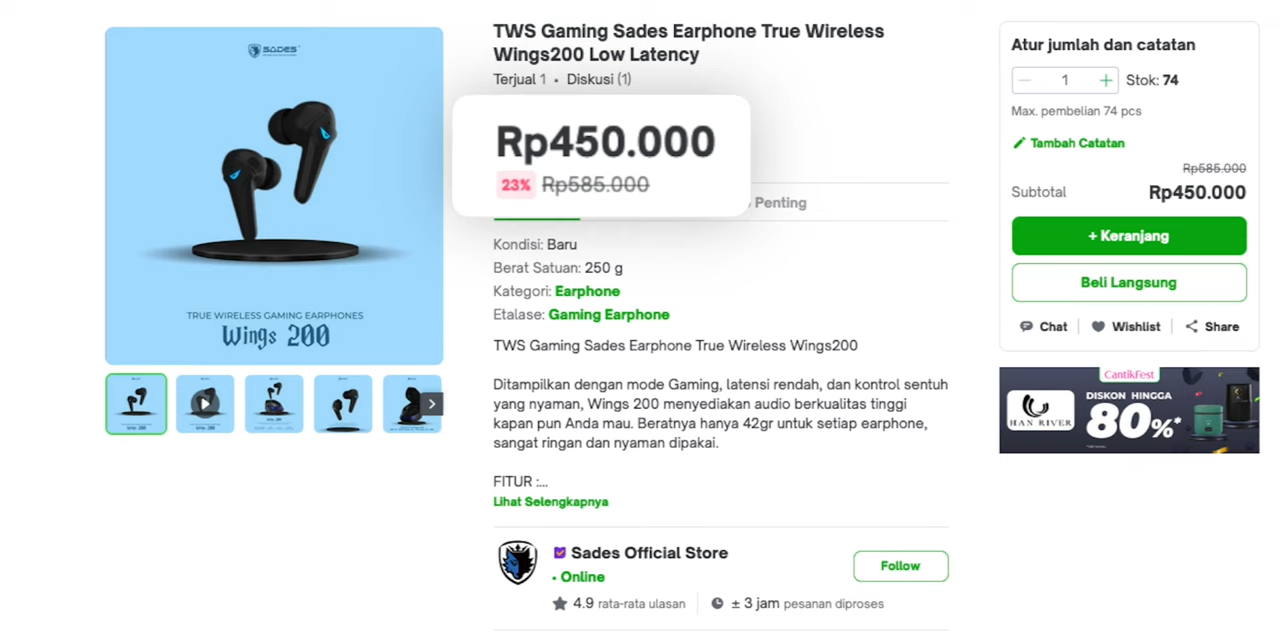 SADES
TRUE WIRELESS GAMING EARPHONES
Wings 200
TWS Gaming Sades Earphone True Wireless
Wings200 Low Latency
Terjual 1 • Diskusi (1)
Rp450.000
23% Rp585.000
Penting
Kondisi: Baru
Berat Satuan: 250 g
Kategori: Earphone
Etalase: Gaming Earphone
TWS Gaming Sades Earphone True Wireless Wings200
Ditampilkan dengan mode Gaming, latensi rendah, dan kontrol sentuh
yang nyaman, Wings 200 menyediakan audio berkualitas tinggi
kapan pun Anda mau. Beratnya hanya 42gr untuk setiap earphone,
sangat ringan dan nyaman dipakai.
FITUR :...
Lihat Selengkapnya
Sades Official Store
• Online
Follow
4.9 rata-rata ulasan
± 3 jam pesanan diproses
Atur jumlah dan catatan
1 Stok: 74
Max. pembelian 74 pcs
Tambah Catatan
Rp585.000
Subtotal Rp450.000
+ Keranjang
Beli Langsung
Chat Wishlist Share
CantikFest
HAN RIVER
DISKON HINGGA
80%*